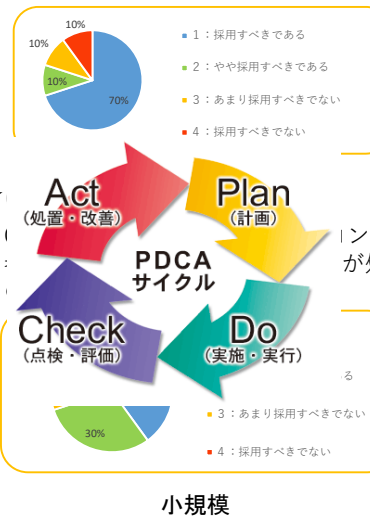 10%
10%
10%
70%
1：採用すべきである
2：やや採用すべきである
3：あまり採用すべきでない
4：採用すべきでない
Act
(処置・改善)
Plan
(計画)
ン
が
PDCA
サイクル
Check
(点検・評価)
Do
(実施・実行)
る
3：あまり採用すべきでない
30%
4：採用すべきでない
小規模